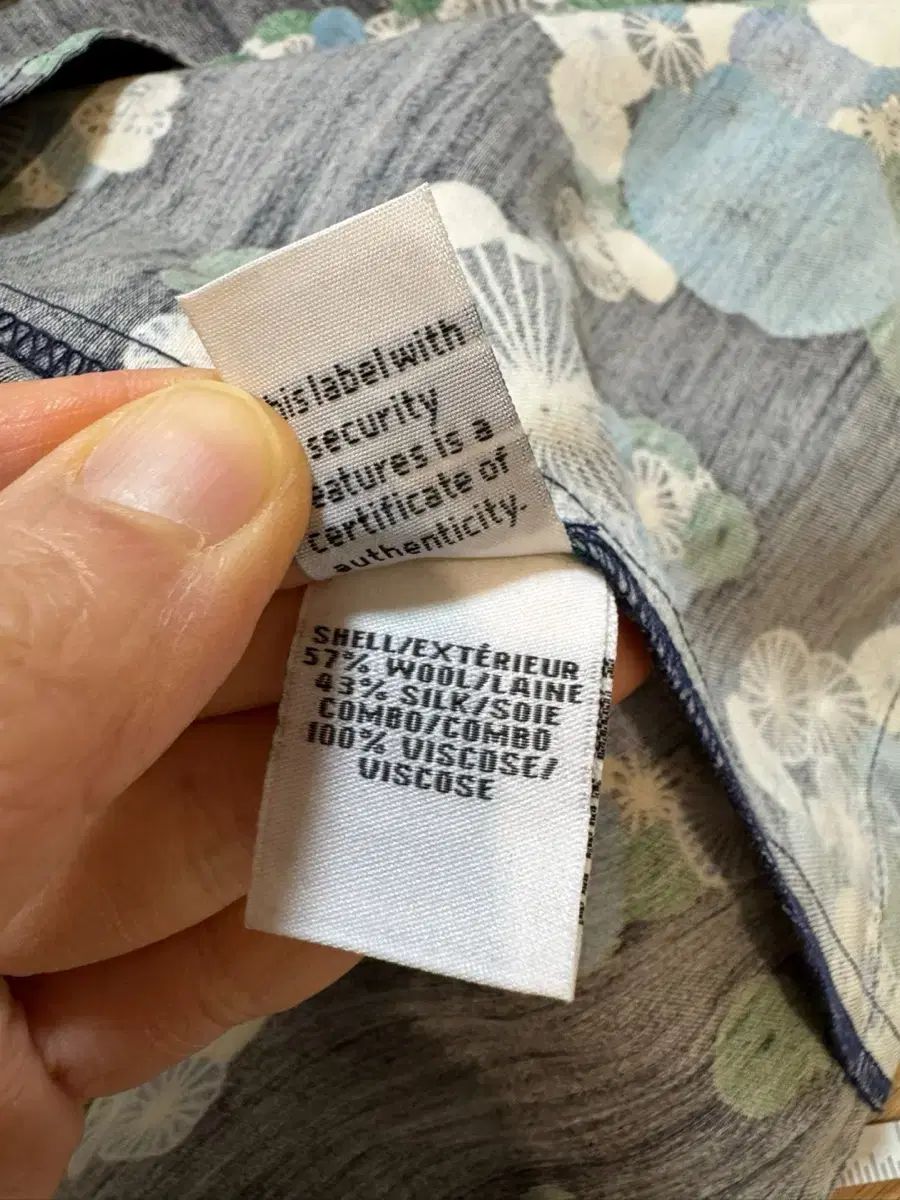 his label with
security
eatures is a
certificate of
authenticity.
SHELL/EXTÉRIEUR
57% WOOL/LAINE
43% SILK/SOIE
COMBO/COMBO
100% VISCOSE/
VISCOSE